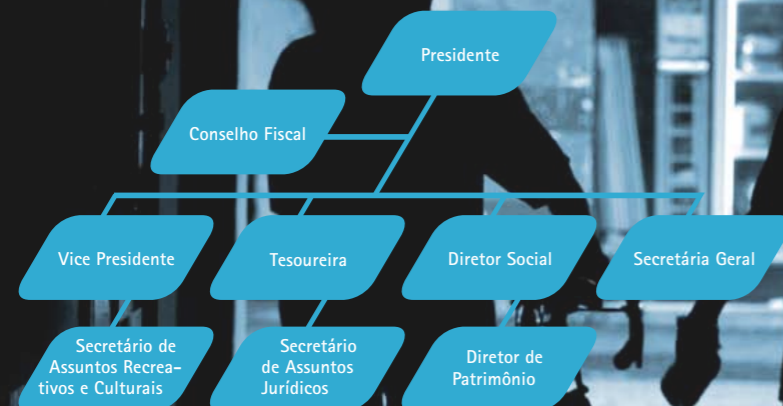 Presidente
Conselho Fiscal
Vice Presidente
Tesoureira
Diretor Social
Secretária Geral
Secretário de
Assuntos Recrea-
tivos e Culturais
Secretário
de Assuntos
Jurídicos
Diretor de
Patrimônio